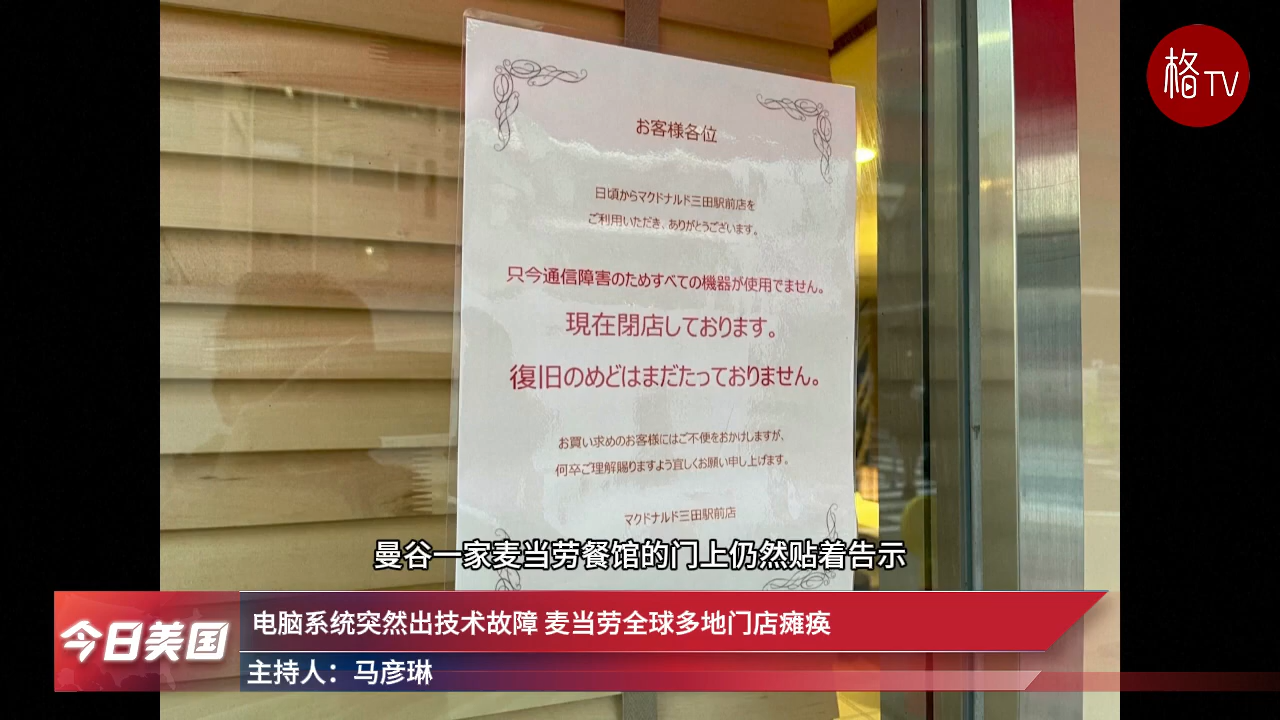 格TV
お客様各位
日頃からマクドナルド三田駅前店を
ご利用いただき、ありがとうございます。
只今通信障害のためすべての機器が使用でません。
現在閉店しております。
復旧のめどはまだたっておりません。
お買い求めのお客様にはご不便をおかけしますが、
何卒ご理解賜りますよう宜しくお願い申し上げます。
マクドナルド三田駅前店
曼谷一家麦当劳餐馆的门上仍然贴着告示
今日美国
电脑系统突然出技术故障 麦当劳全球多地门店瘫痪
主持人：马彦琳